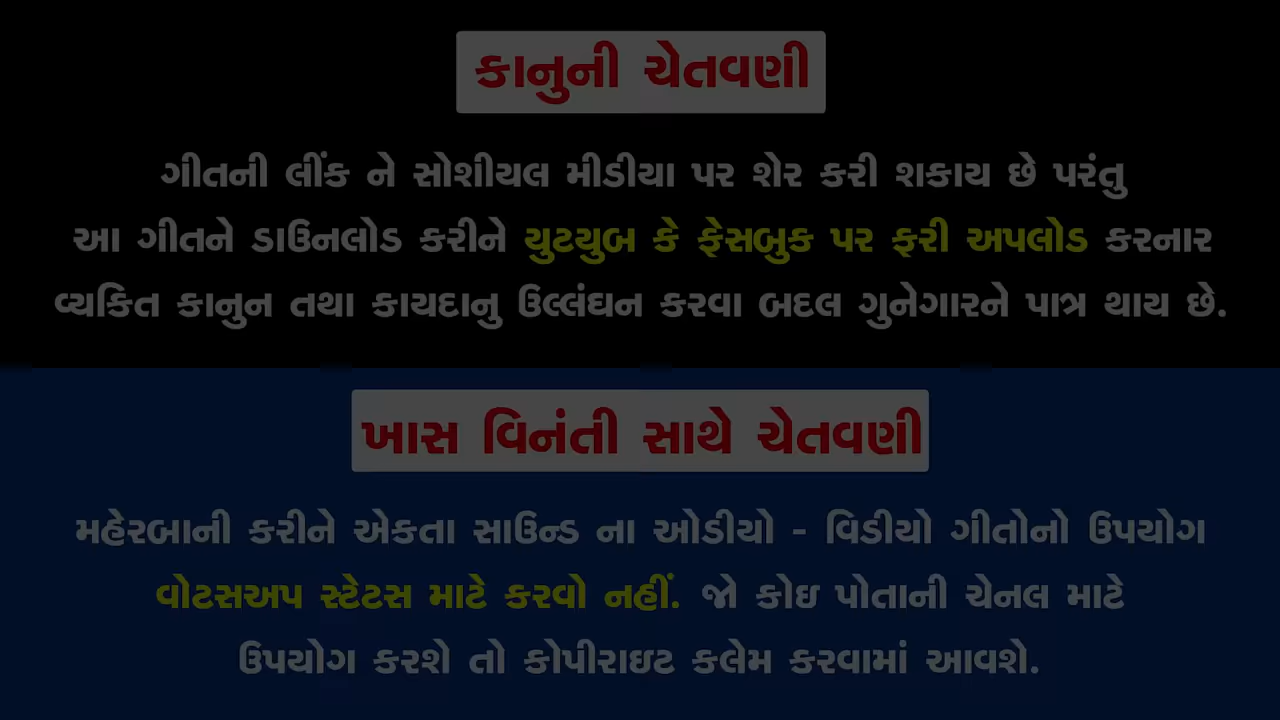 કાનુની ચેતવણી
ગીતની લીંક ને સોશીયલ મીડીયા પર શેર કરી શકાય છે પરંતુ
આ ગીતને ડાઉનલોડ કરીને યુટયુબ કે ફેસબુક પર ફરી અપલોડ કરનાર
વ્યકિત કાનુન તથા કાયદાનુ ઉલ્લંઘન કરવા બદલ ગુનેગારને પાત્ર થાય છે.
ખાસ વિનંતી સાથે ચેતવણી
મહેરબાની કરીને એકતા સાઉન્ડ ના ઓડીયો - વિડીયો ગીતોનો ઉપયોગ
વોટસઅપ સ્ટેટસ માટે કરવો નહીં. જો કોઇ પોતાની ચેનલ માટે
ઉપયોગ કરશે તો કોપીરાઇટ કલેમ કરવામાં આવશે.